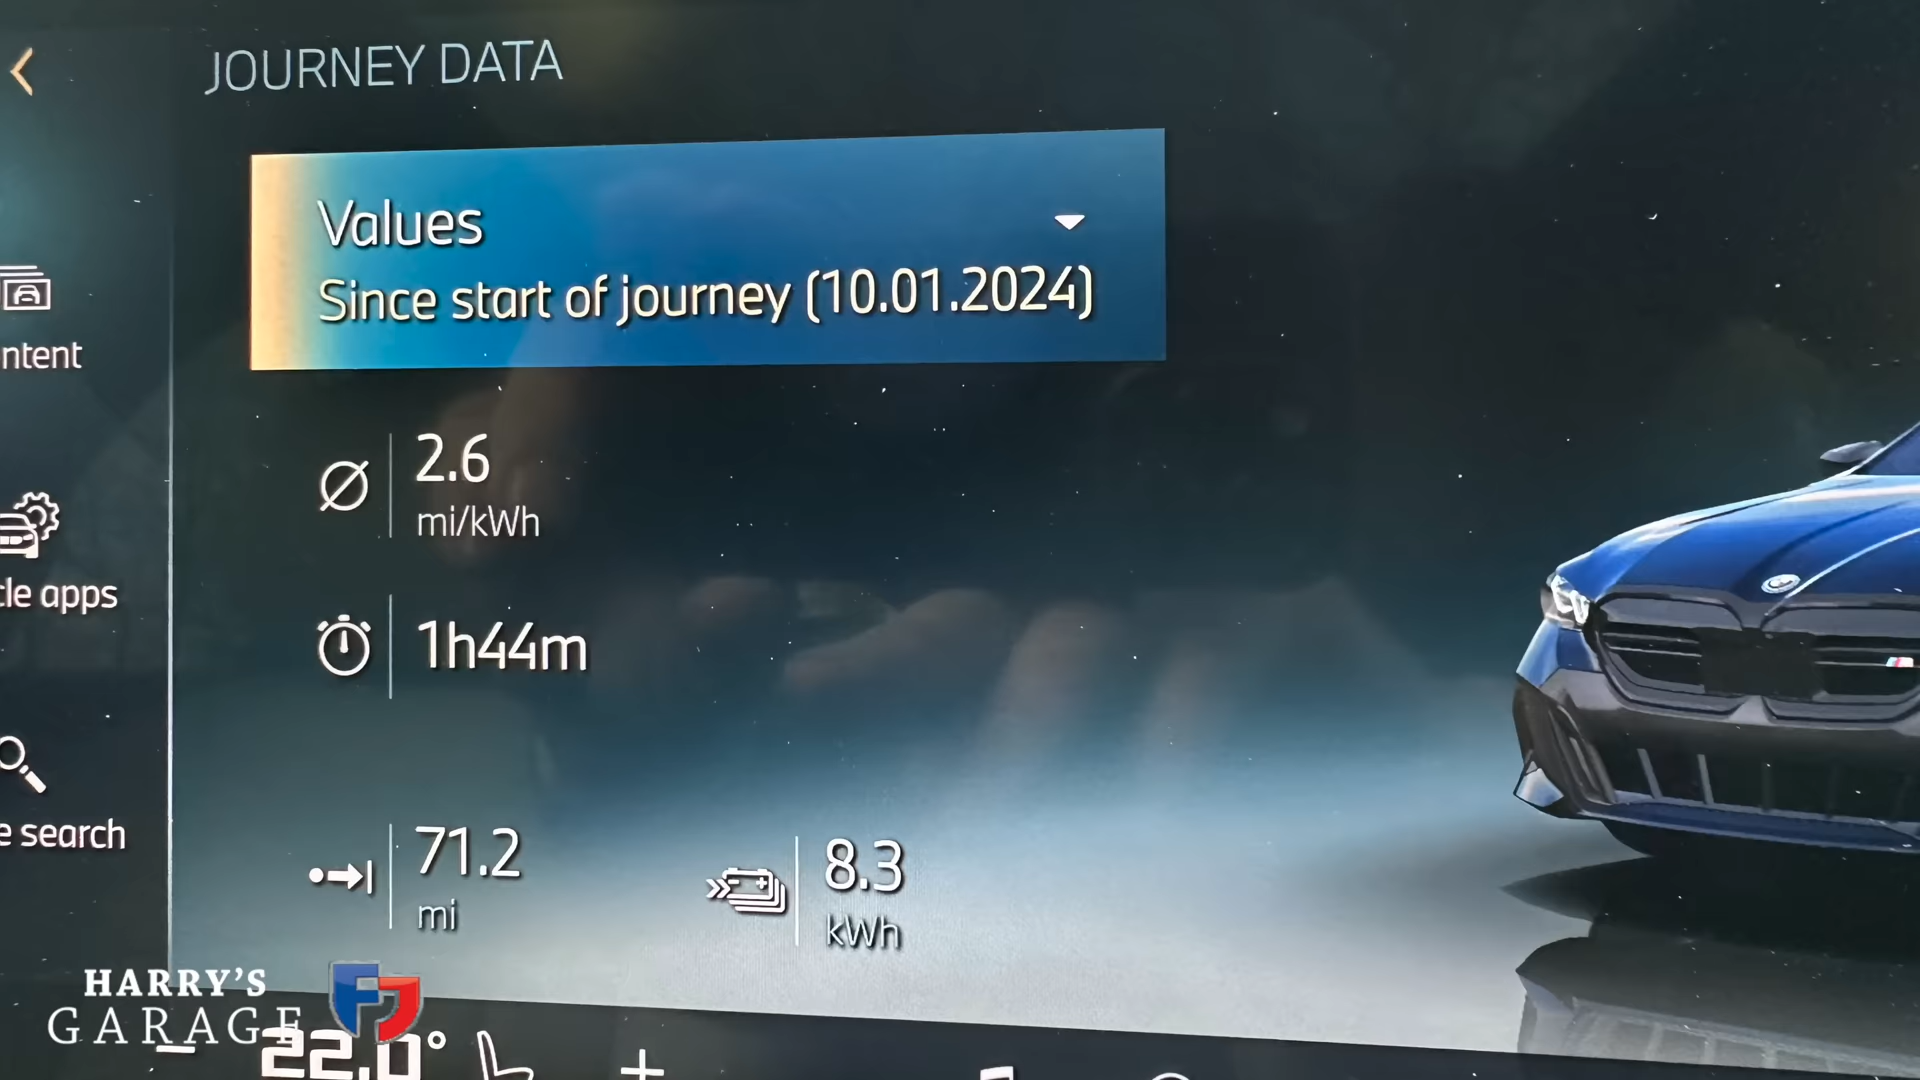 JOURNEY DATA
Values
Since start of journey (10.01.2024)
ntent
2.6
mi/kWh
cle apps
1h44m
e search
71.2
mi
8.3
kWh
HARRY'S
GARAGE
22.0°